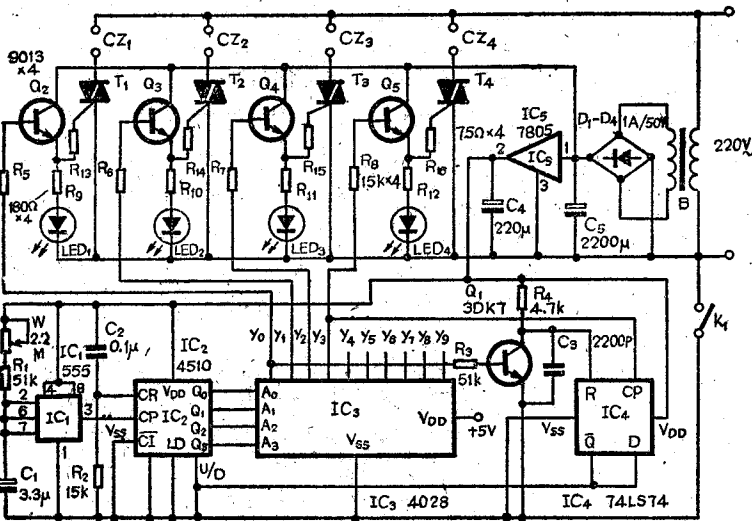 CZ1
CZ2
CZ3
CZ4
9013
×4
Q2
T1
Q3
T2
Q4
T3
Q5
T4
75Ω×4
IC5
7805
2
IC5
1
3
D1-D4
1A/50V
220V
~
B
R5
R13
R9
180Ω
×4
R6
R14
R10
R7
R15
R11
R8
15k×4
R16
R12
C4
220μ
C5
2200μ
LED1
LED2
LED3
LED4
Q1
3DK7
R4
4.7k
K1
W
2.2
M
R1
51k
C2
0.1μ
IC1
555
IC2
4510
Y0
Y1
Y2
Y3
Y4
Y5
Y6
Y7
Y8
Y9
R3
51k
C3
2200P
4
8
2
6
7
IC1
3
1
CR
VDD
Q0
CP
IC2
Q1
CI
LD
Q2
Q3
VSS
U/D
A0
A1
A2
A3
IC3
VSS
VDD
+5V
R
CP
IC4
Q
D
VSS
VDD
C1
3.3μ
R2
15k
IC3 4028
IC4 74LS74